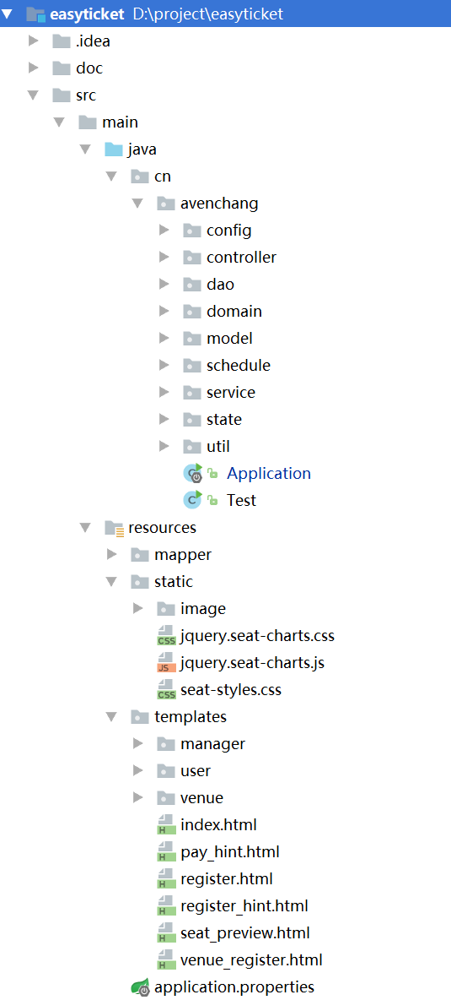 easyticket D:\project\easyticket
.idea
doc
src
main
java
cn
avenchang
config
controller
dao
domain
model
schedule
service
state
util
Application
Test
resources
mapper
static
image
jquery.seat-charts.css
jquery.seat-charts.js
seat-styles.css
templates
manager
user
venue
index.html
pay_hint.html
register.html
register_hint.html
seat_preview.html
venue_register.html
application.properties